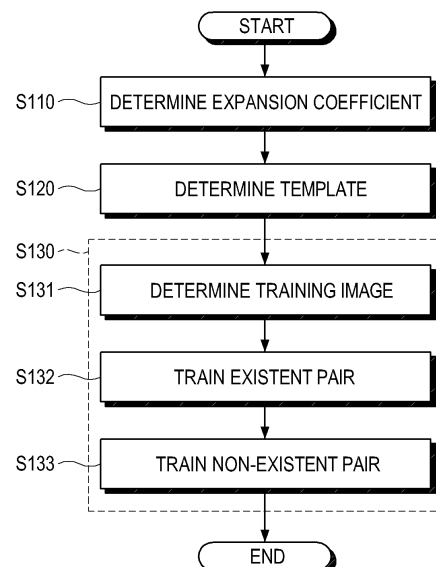 START
S110
DETERMINE EXPANSION COEFFICIENT
S120
DETERMINE TEMPLATE
S130
S131
DETERMINE TRAINING IMAGE
S132
TRAIN EXISTENT PAIR
S133
TRAIN NON-EXISTENT PAIR
END